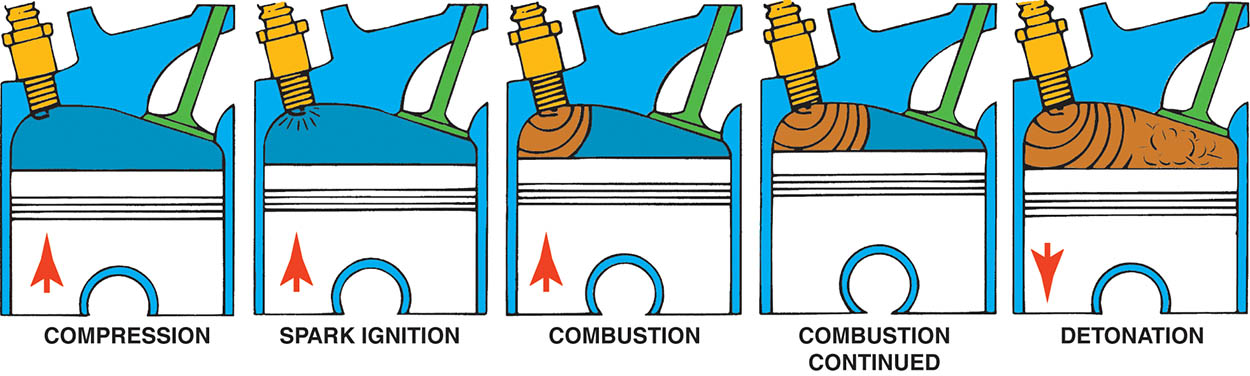 COMPRESSION
SPARK IGNITION
COMBUSTION
COMBUSTION
CONTINUED
DETONATION